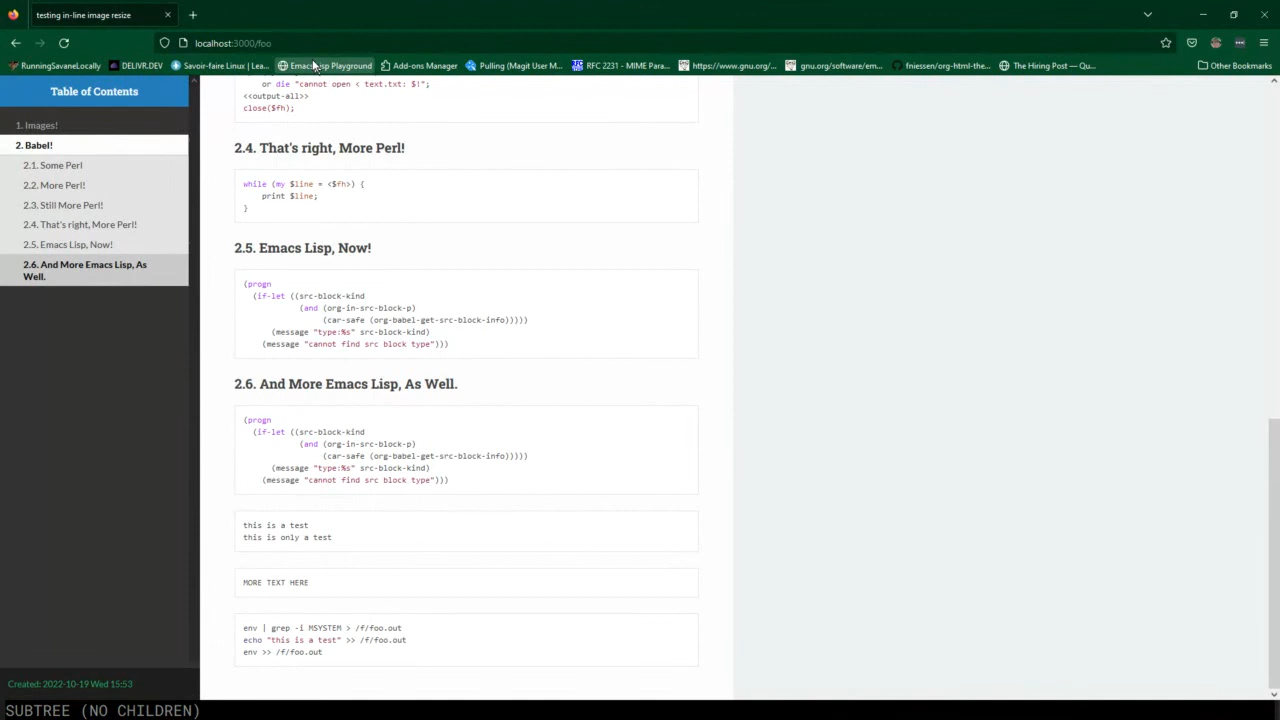 testing in-line image resize
localhost:3000/foo
RunningSavaneLocally
DELIVR.DEV
Savoir-faire Linux | Lea...
Emacs Lisp Playground
Add-ons Manager
Pulling (Magit User M...
RFC 2231 - MIME Para...
https://www.gnu.org/...
gnu.org/software/em...
fniessen/org-html-the...
The Hiring Post — Qu...
Other Bookmarks
Table of Contents
1. Images!
2. Babel!
2.1. Some Perl
2.2. More Perl!
2.3. Still More Perl!
2.4. That's right, More Perl!
2.5. Emacs Lisp, Now!
2.6. And More Emacs Lisp, As
Well.
Created: 2022-10-19 Wed 15:53
or die "cannot open < text.txt: $!";
<<output-all>>
close($fh);
2.4. That's right, More Perl!
while (my $line = <$fh>) {
print $line;
}
2.5. Emacs Lisp, Now!
(progn
(if-let ((src-block-kind
(and (org-in-src-block-p)
(car-safe (org-babel-get-src-block-info)))))
(message "type:%s" src-block-kind)
(message "cannot find src block type")))
2.6. And More Emacs Lisp, As Well.
(progn
(if-let ((src-block-kind
(and (org-in-src-block-p)
(car-safe (org-babel-get-src-block-info)))))
(message "type:%s" src-block-kind)
(message "cannot find src block type")))
this is a test
this is only a test
MORE TEXT HERE
env | grep -i MSYSTEM > /f/foo.out
echo "this is a test" >> /f/foo.out
env >> /f/foo.out
SUBTREE (NO CHILDREN)